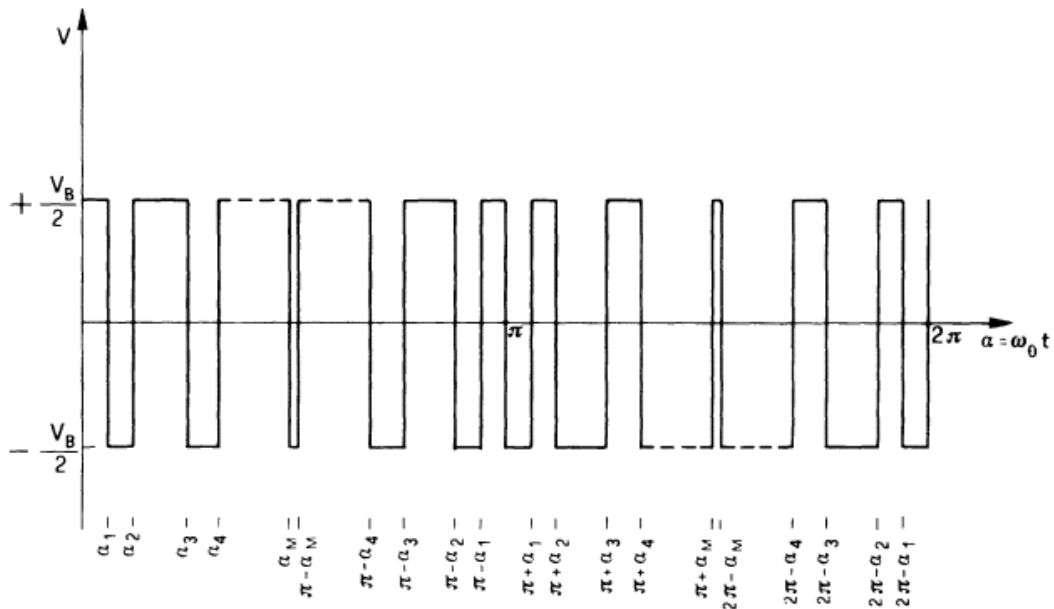 V
+ V_B/2
- V_B/2
π
2π
α = ω_0 t
α_1
α_2
α_3
α_4
α_M
π-α_M
π-α_4
π-α_3
π-α_2
π-α_1
π+α_1
π+α_2
π+α_3
π+α_4
π+α_M
2π-α_M
2π-α_4
2π-α_3
2π-α_2
2π-α_1